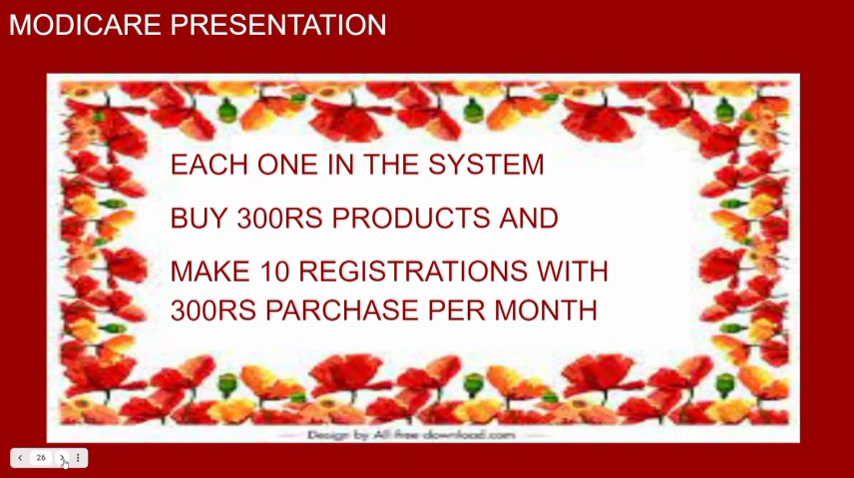 MODICARE PRESENTATION
EACH ONE IN THE SYSTEM
BUY 300RS PRODUCTS AND
MAKE 10 REGISTRATIONS WITH
300RS PARCHASE PER MONTH
Design by All-free-download.com
26